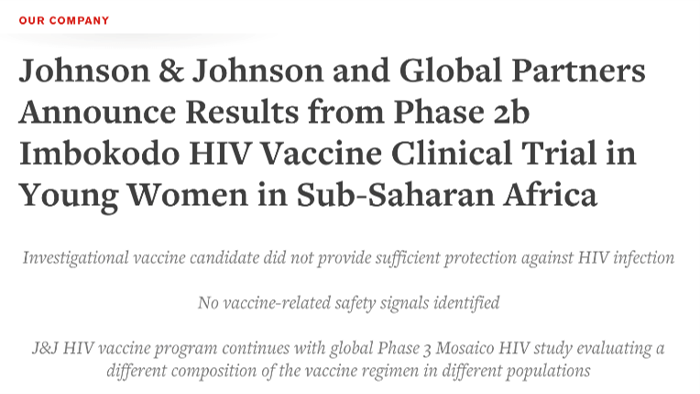 OUR COMPANY
Johnson & Johnson and Global Partners
Announce Results from Phase 2b
Imbokodo HIV Vaccine Clinical Trial in
Young Women in Sub-Saharan Africa
Investigational vaccine candidate did not provide sufficient protection against HIV infection
No vaccine-related safety signals identified
J&J HIV vaccine program continues with global Phase 3 Mosaico HIV study evaluating a
different composition of the vaccine regimen in different populations